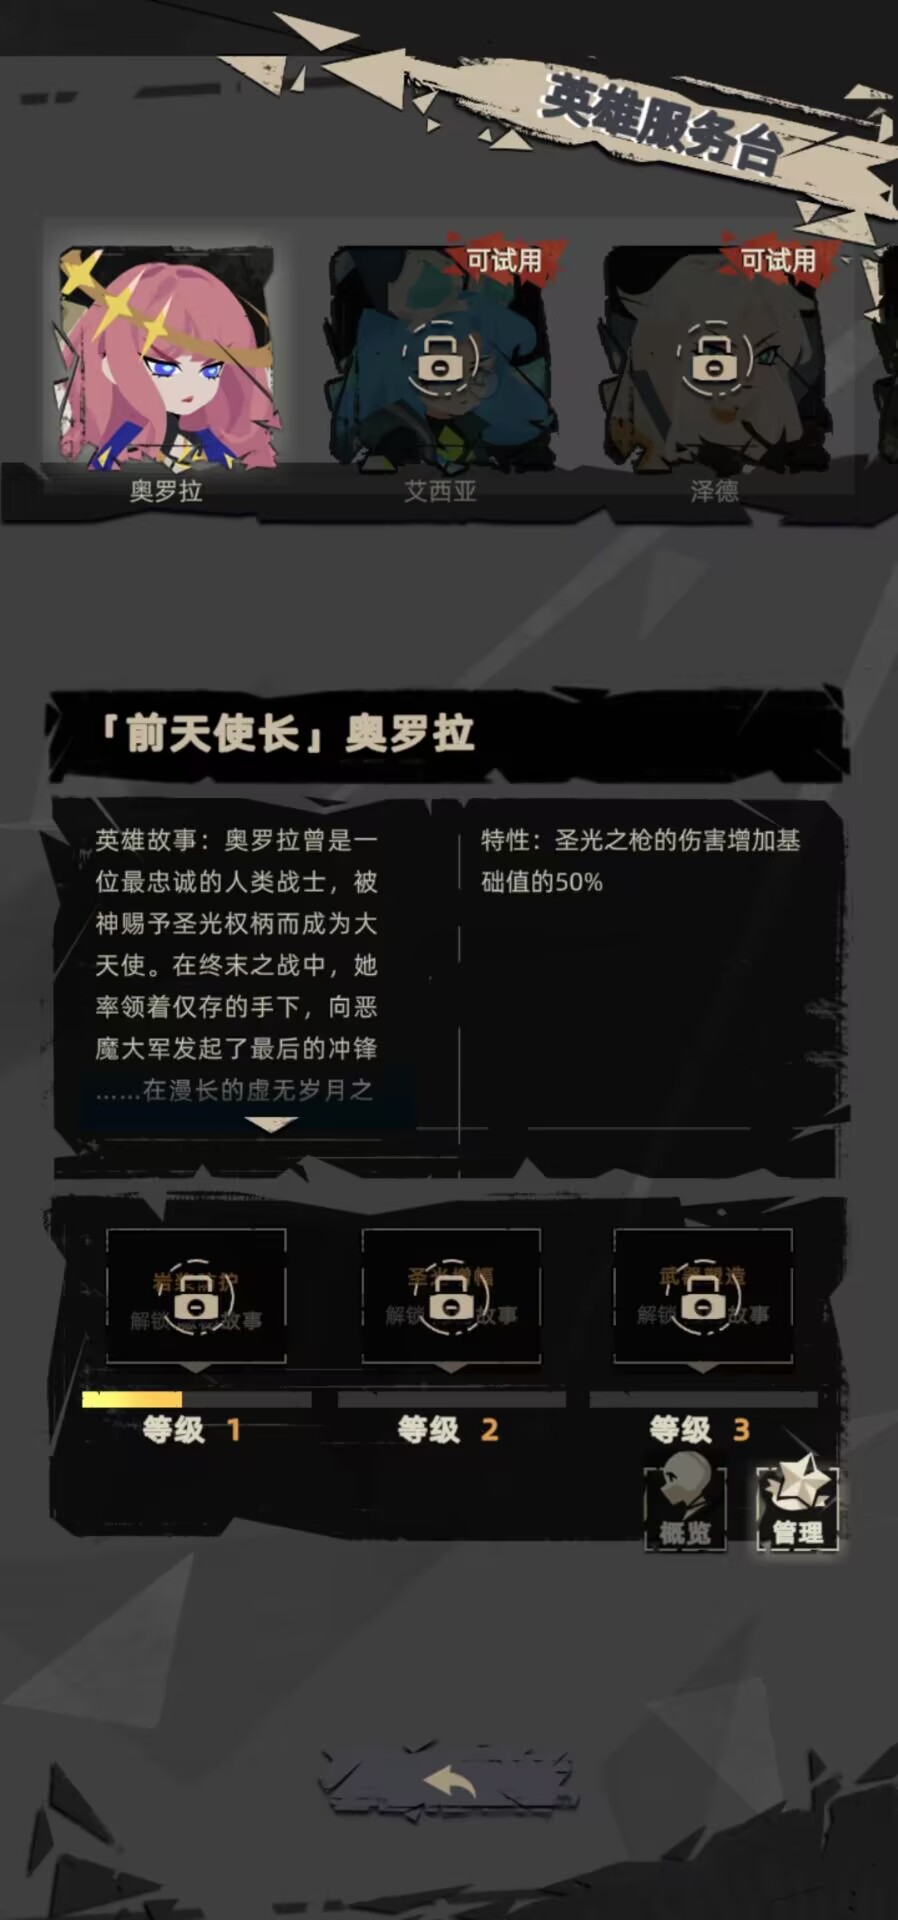 英雄服务台
可试用
可试用
奥罗拉
艾西亚
泽德
「前天使长」奥罗拉
英雄故事：奥罗拉曾是一
位最忠诚的人类战士，被
神赐予圣光权柄而成为大
天使。在终末之战中，她
率领着仅存的手下，向恶
魔大军发起了最后的冲锋
……在漫长的虚无岁月之
特性：圣光之枪的伤害增加基
础值的50%
解锁 故事
解锁 故事
解锁 故事
等级 1
等级 2
等级 3
概览
管理